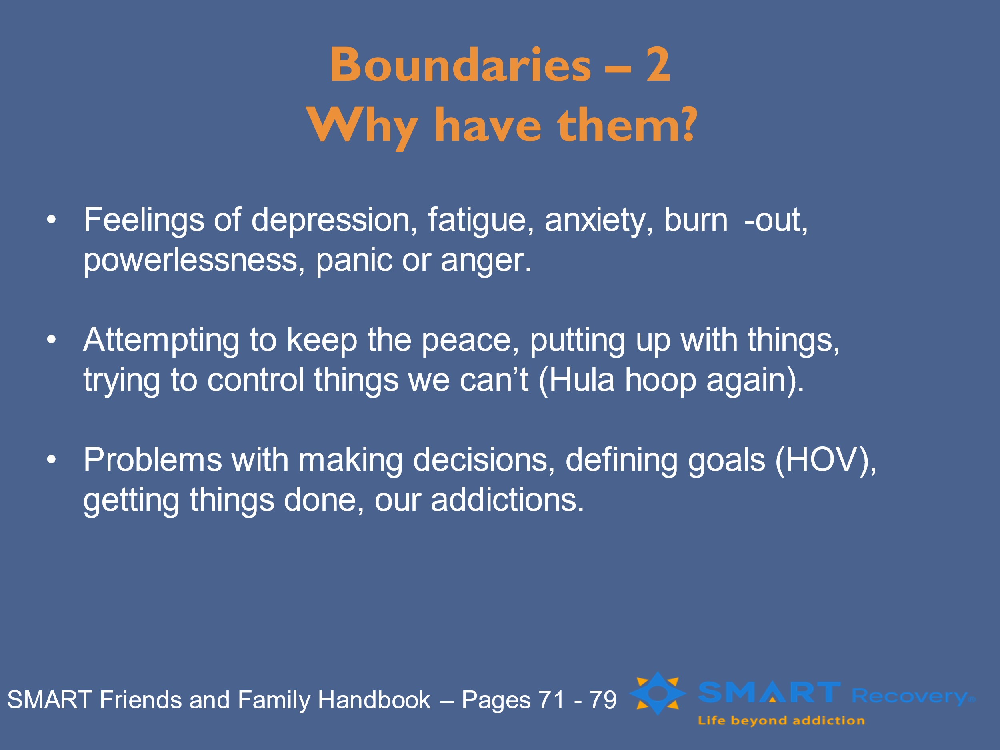 Boundaries – 2
Why have them?
• Feelings of depression, fatigue, anxiety, burn -out,
powerlessness, panic or anger.
• Attempting to keep the peace, putting up with things,
trying to control things we can’t (Hula hoop again).
• Problems with making decisions, defining goals (HOV),
getting things done, our addictions.
SMART Friends and Family Handbook – Pages 71 - 79
SMART Recovery®
Life beyond addiction